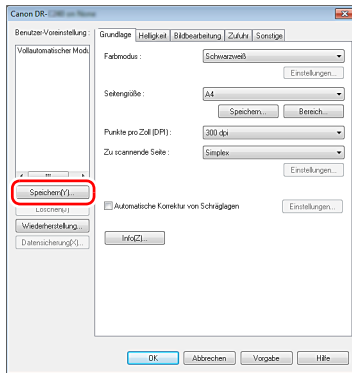 Canon DR-
Benutzer-Voreinstellung :
Vollautomatischer Modu
Speichern(Y)...
Löschen(J)
Wiederherstellung...
Datensicherung(X)...
Grundlage Helligkeit Bildbearbeitung Zufuhr Sonstige
Farbmodus : Schwarzweiß
Einstellungen...
Seitengröße : A4
Speichern... Bereich...
Punkte pro Zoll (DPI) : 300 dpi
Zu scannende Seite : Simplex
Einstellungen...
Automatische Korrektur von Schräglagen Einstellungen...
Info(Z)...
OK Abbrechen Vorgabe Hilfe